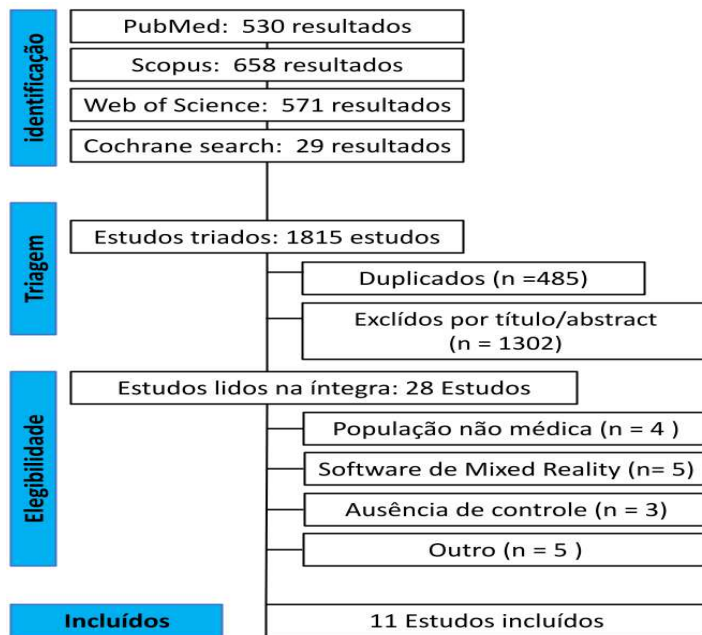 identificação
PubMed: 530 resultados
Scopus: 658 resultados
Web of Science: 571 resultados
Cochrane search: 29 resultados
Triagem
Estudos triados: 1815 estudos
Duplicados (n =485)
Exclídos por título/abstract
(n = 1302)
Elegibilidade
Estudos lidos na íntegra: 28 Estudos
População não médica (n = 4 )
Software de Mixed Reality (n= 5)
Ausência de controle (n = 3)
Outro (n = 5 )
Incluídos
11 Estudos incluídos